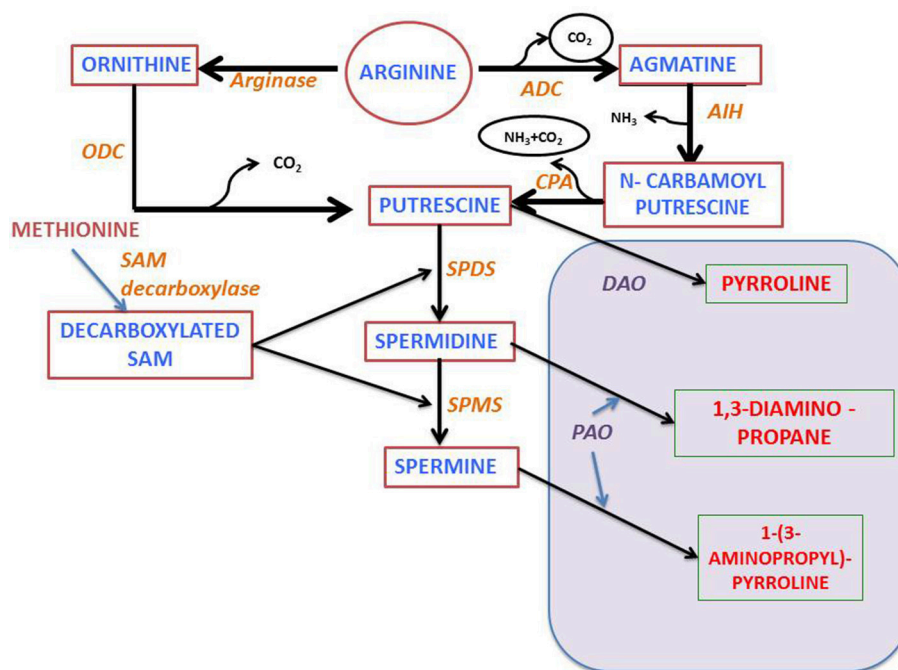 CO2
ORNITHINE
ARGININE
AGMATINE
Arginase
ADC
NH3
AIH
ODC
NH3+CO2
CO2
CPA
N- CARBAMOYL
PUTRESCINE
PUTRESCINE
METHIONINE
SAM
decarboxylase
SPDS
DAO
PYRROLINE
DECARBOXYLATED
SAM
SPERMIDINE
SPMS
1,3-DIAMINO -
PROPANE
PAO
SPERMINE
1-(3-
AMINOPROPYL)-
PYRROLINE